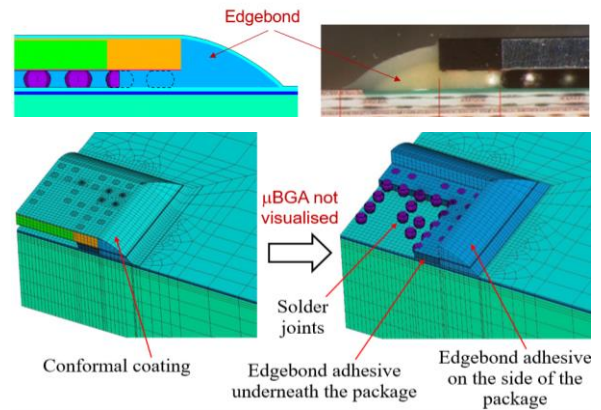 Edgebond
μBGA not
visualised
Solder
joints
Conformal coating
Edgebond adhesive
underneath the package
Edgebond adhesive
on the side of the
package